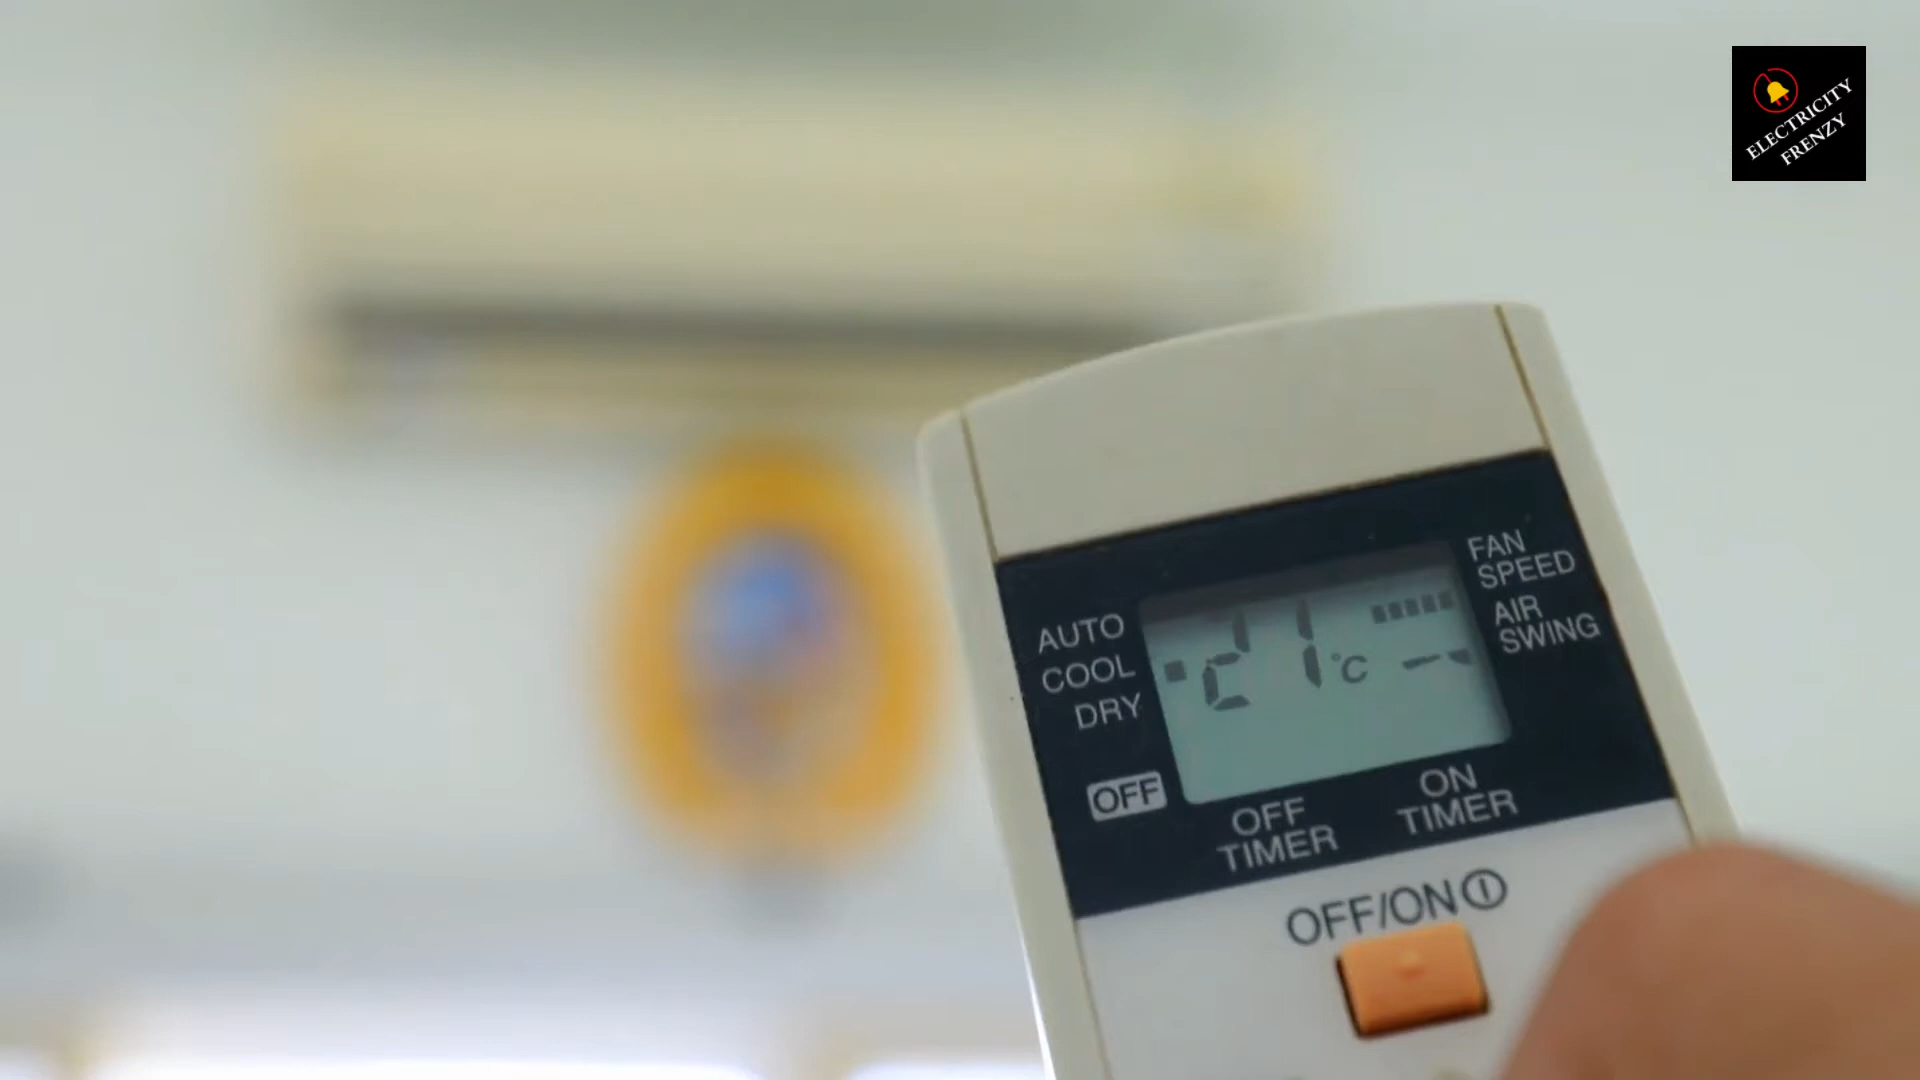 ELECTRICITY
FRENZY
FAN
SPEED
AIR
SWING
AUTO
COOL
DRY
21°C
OFF
OFF
TIMER
ON
TIMER
OFF/ON